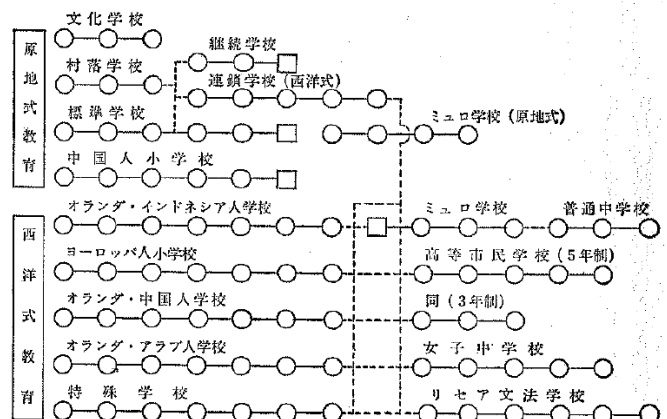 原地式教育
文化学校
村落学校
継続学校
連鎖学校(西洋式)
標準学校
ミュロ学校(原地式)
中国人小学校
西洋式教育
オランダ・インドネシア人学校
ミュロ学校
普通中学校
ヨーロッパ人小学校
高等市民学校(5年制)
オランダ・中国人学校
同(3年制)
オランダ・アラブ人学校
女子中学校
特殊学校
リセア文法学校